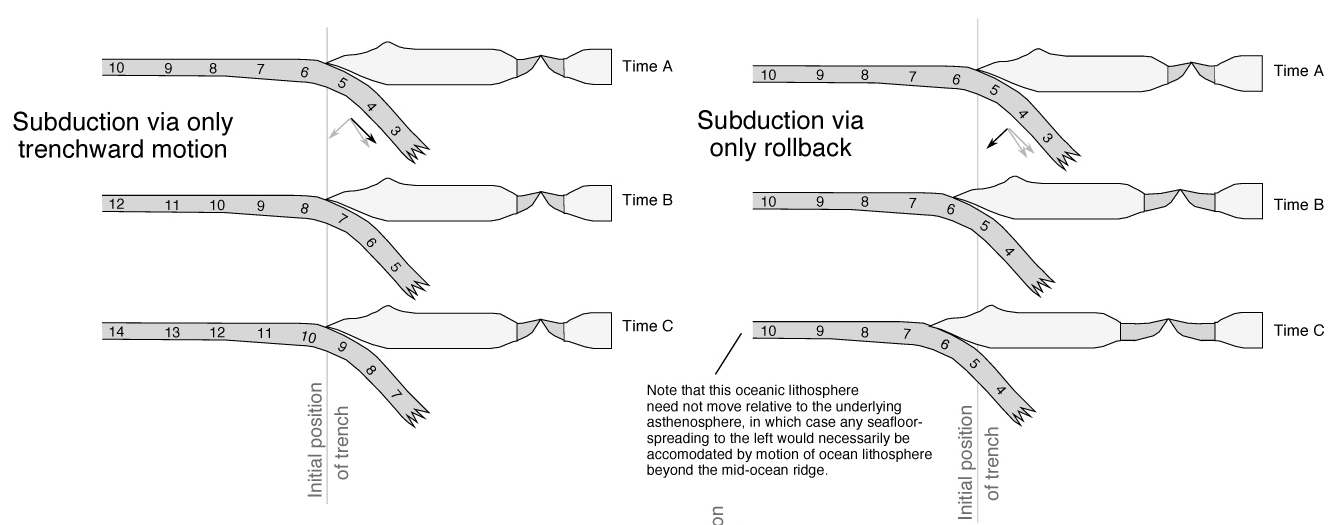 10 9 8 7 6 5 4 3
Time A
Subduction via only
trenchward motion
12 11 10 9 8 7 6 5
Time B
14 13 12 11 10 9 8 7
Time C
Initial position
of trench
10 9 8 7 6 5 4 3
Time A
Subduction via
only rollback
10 9 8 7 6 5 4
Time B
10 9 8 7 6 5 4
Time C
Note that this oceanic lithosphere
need not move relative to the underlying
asthenosphere, in which case any seafloor-
spreading to the left would necessarily be
accomodated by motion of ocean lithosphere
beyond the mid-ocean ridge.
Initial position
of trench
on